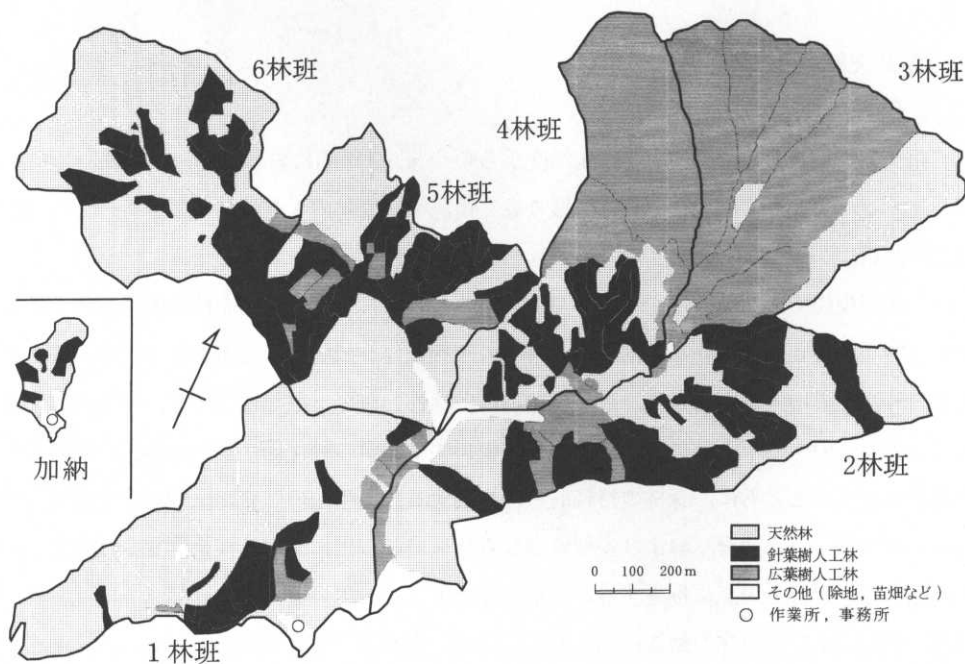 6林班
3林班
4林班
5林班
加納
2林班
1林班
天然林
針葉樹人工林
広葉樹人工林
その他(除地,苗畑など)
作業所,事務所
0 100 200m